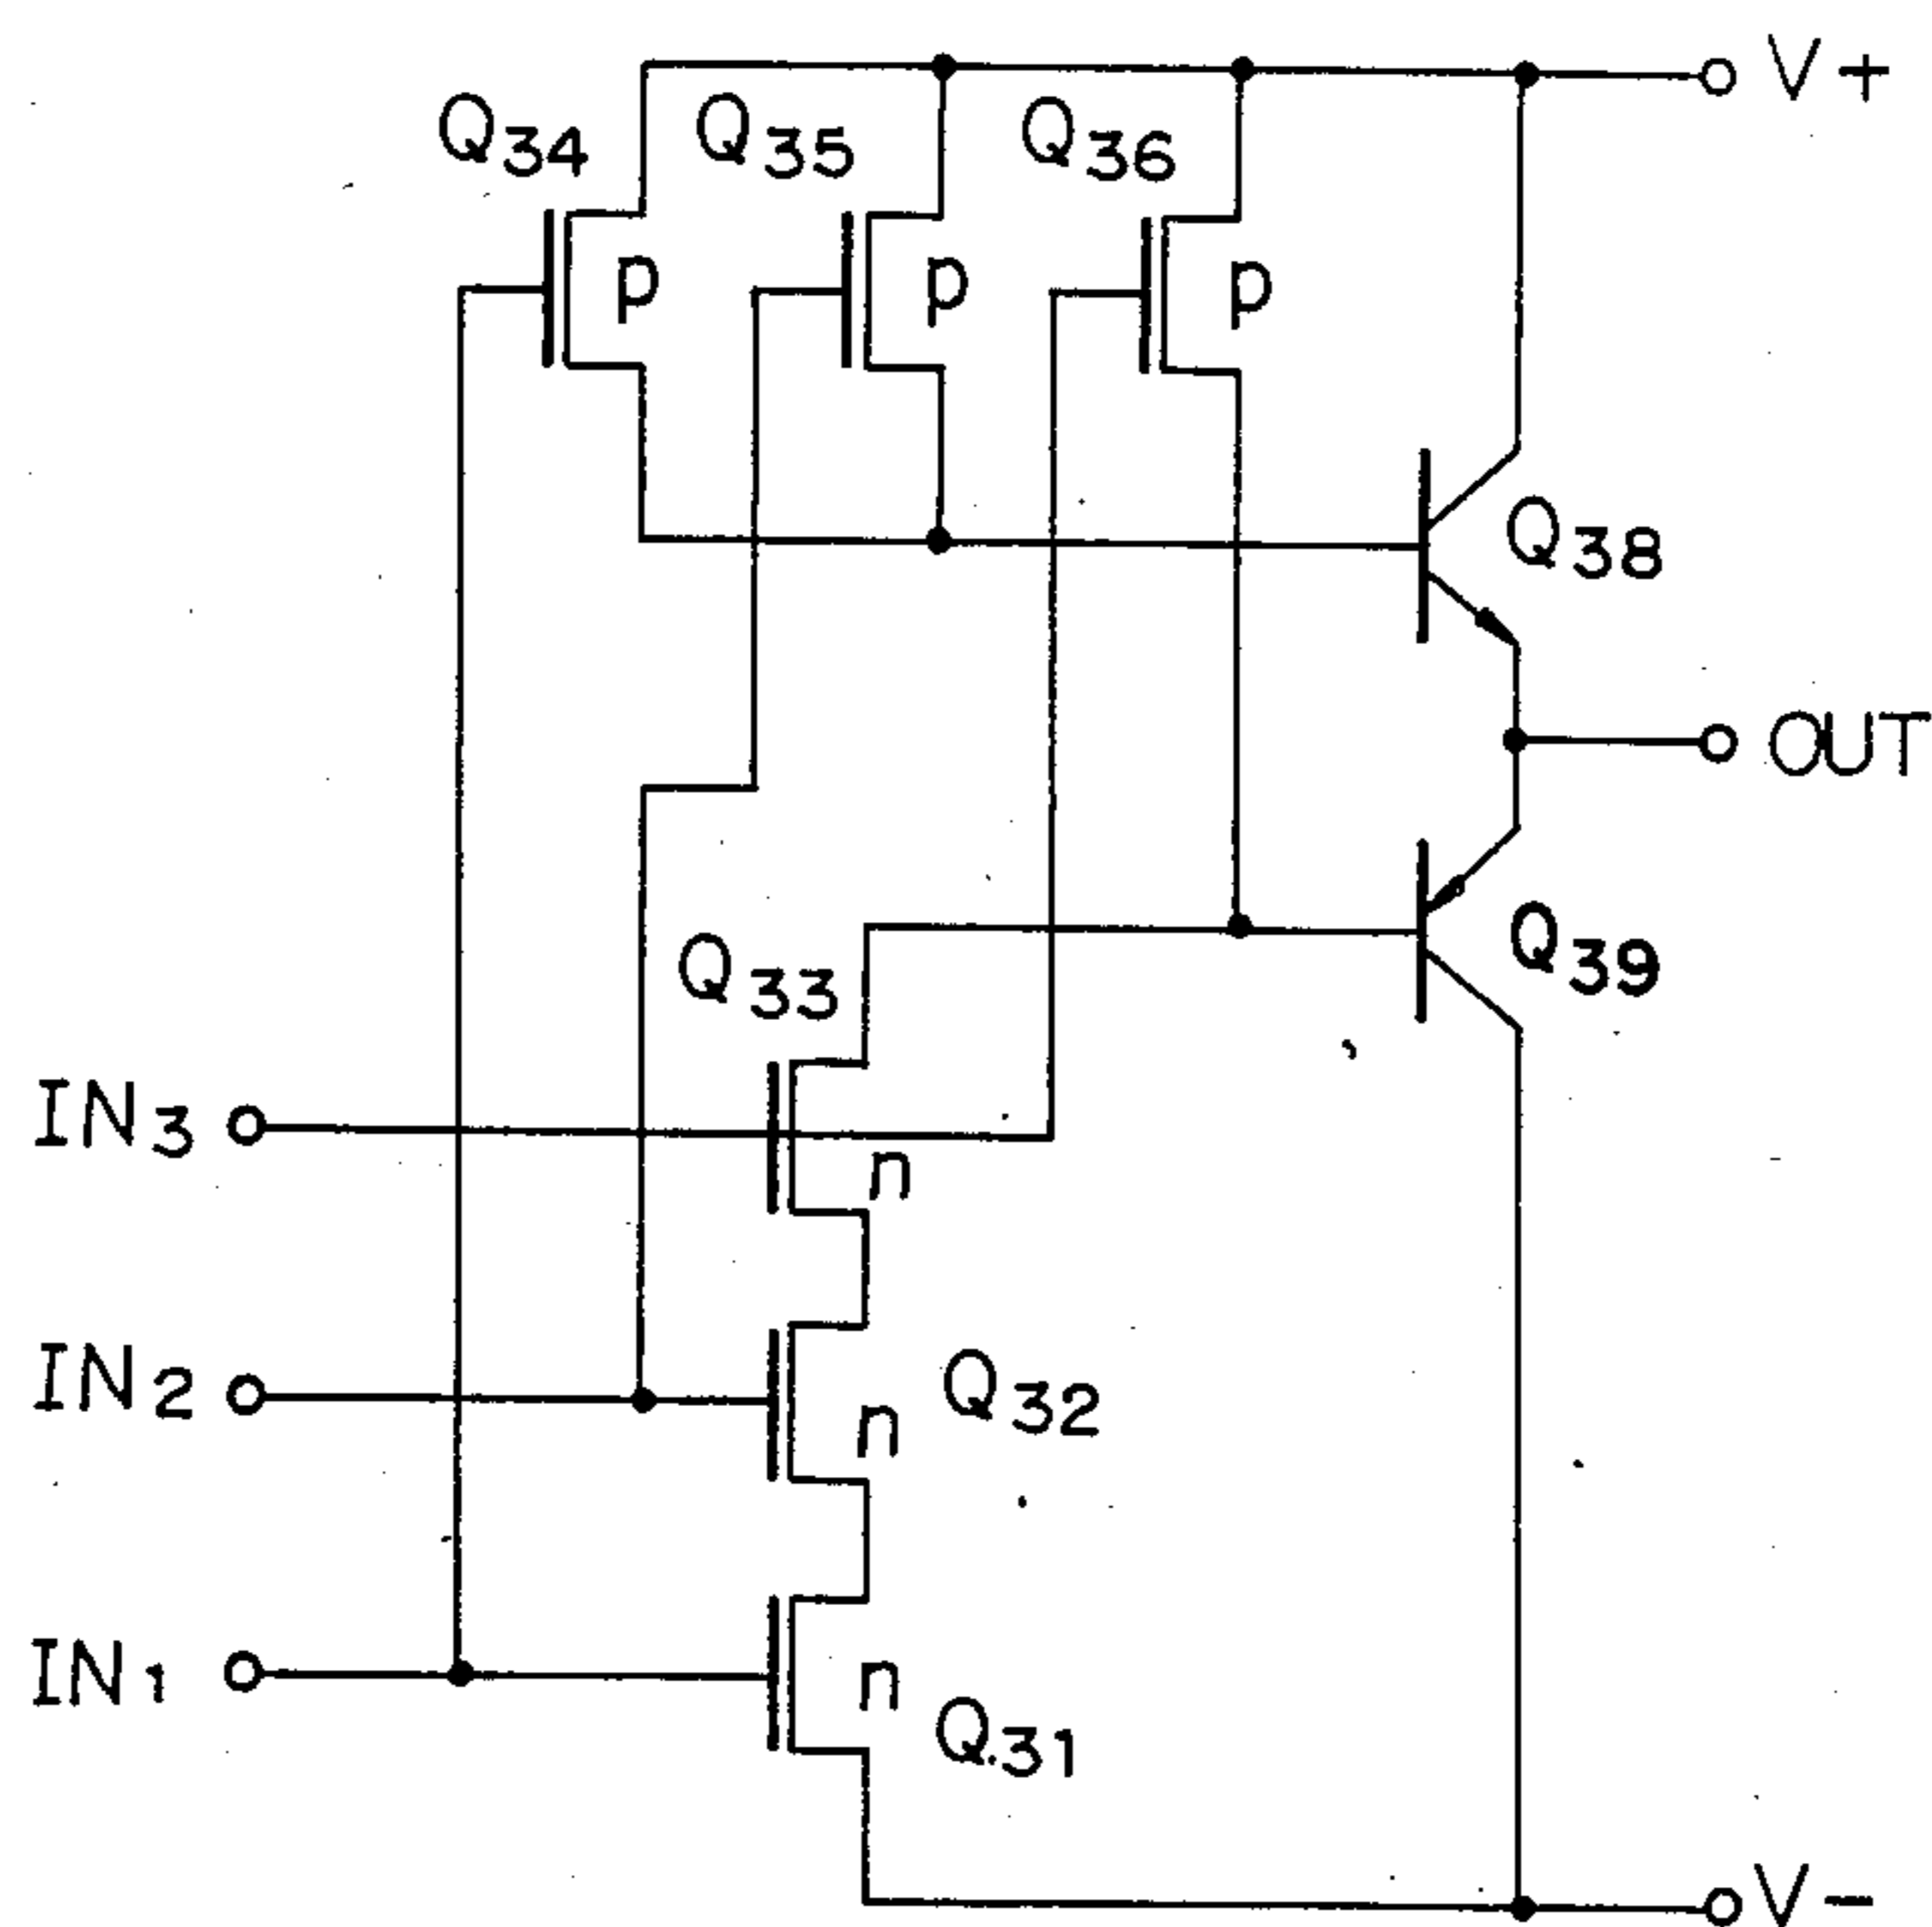 V+
Q34 Q35 Q36
p p p
Q38
OUT
Q39
Q33
IN3
n
IN2
Q32
n
IN1
n
Q31
V-